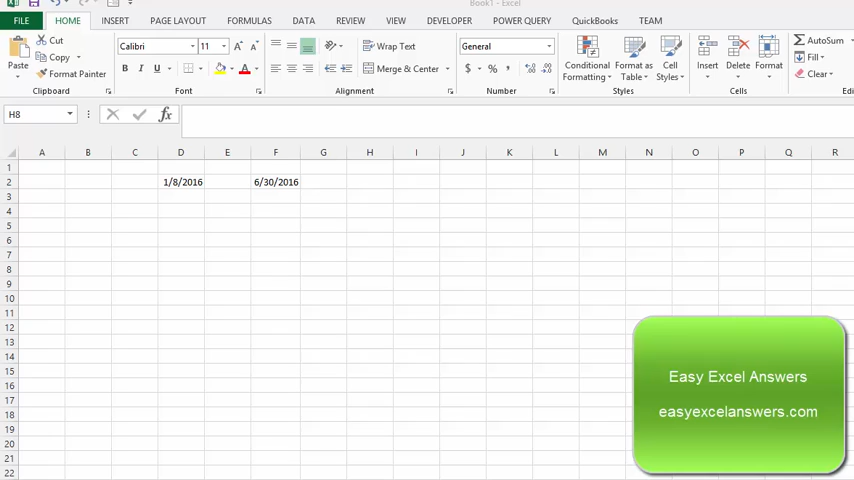 Book1 - Excel
FILE HOME INSERT PAGE LAYOUT FORMULAS DATA REVIEW VIEW DEVELOPER POWER QUERY QuickBooks TEAM
Cut Calibri 11 Wrap Text General AutoSum
Copy Fill
Paste Format Painter B I U A Merge & Center $ % , Conditional Formatting Format as Table Cell Styles Insert Delete Format Clear
Clipboard Font Alignment Number Styles Cells
H8 fx
A B C D E F G H I J K L M N O P Q R
1
2 1/8/2016 6/30/2016
3
4
5
6
7
8
9
10
11
12
13
14
15
16
17
18
19
20
21
22
Easy Excel Answers
easyexcelanswers.com